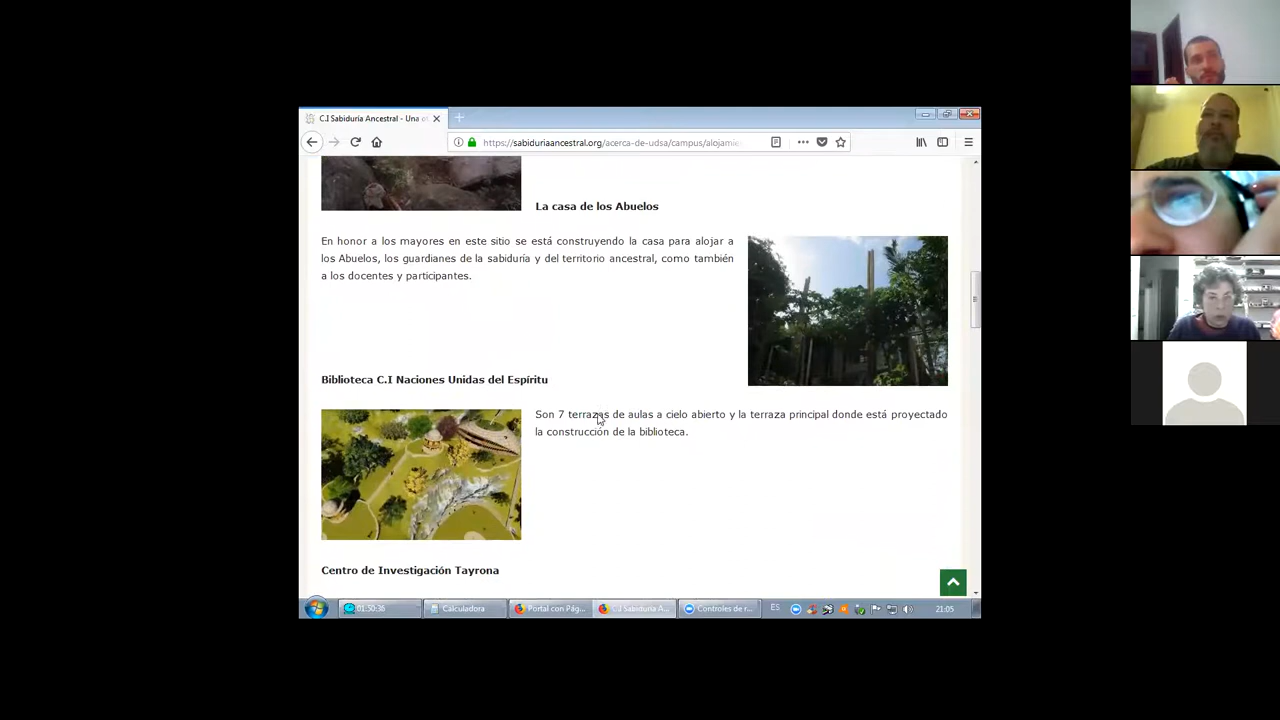 C.I Sabiduría Ancestral - Una o
https://sabiduriaancestral.org/acerca-de-udsa/campus/alojamie
La casa de los Abuelos
En honor a los mayores en este sitio se está construyendo la casa para alojar a
los Abuelos, los guardianes de la sabiduría y del territorio ancestral, como también
a los docentes y participantes.
Biblioteca C.I Naciones Unidas del Espíritu
Son 7 terrazas de aulas a cielo abierto y la terraza principal donde está proyectado
la construcción de la biblioteca.
Centro de Investigación Tayrona
01:50:36 Calculadora Portal con Pág... C.I Sabiduría A... Controles de r... ES 21:05